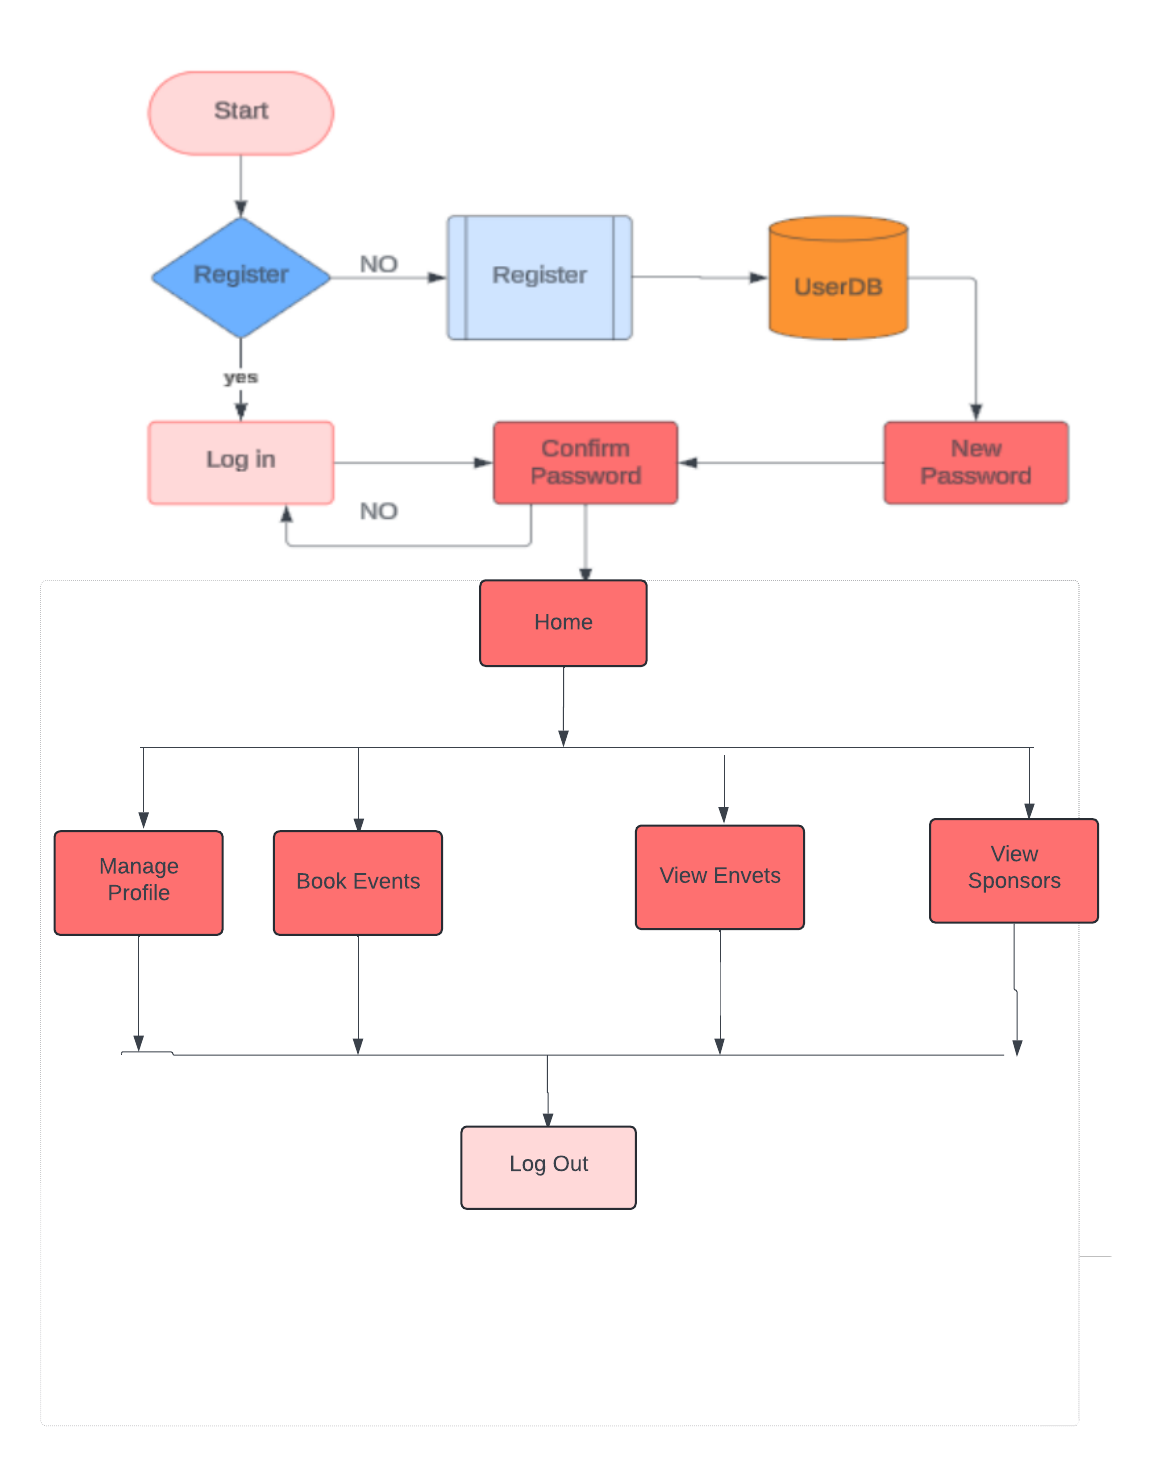 Start
Register
NO
Register
UserDB
yes
Log in
Confirm
Password
New
Password
NO
Home
Manage
Profile
Book Events
View Envets
View
Sponsors
Log Out